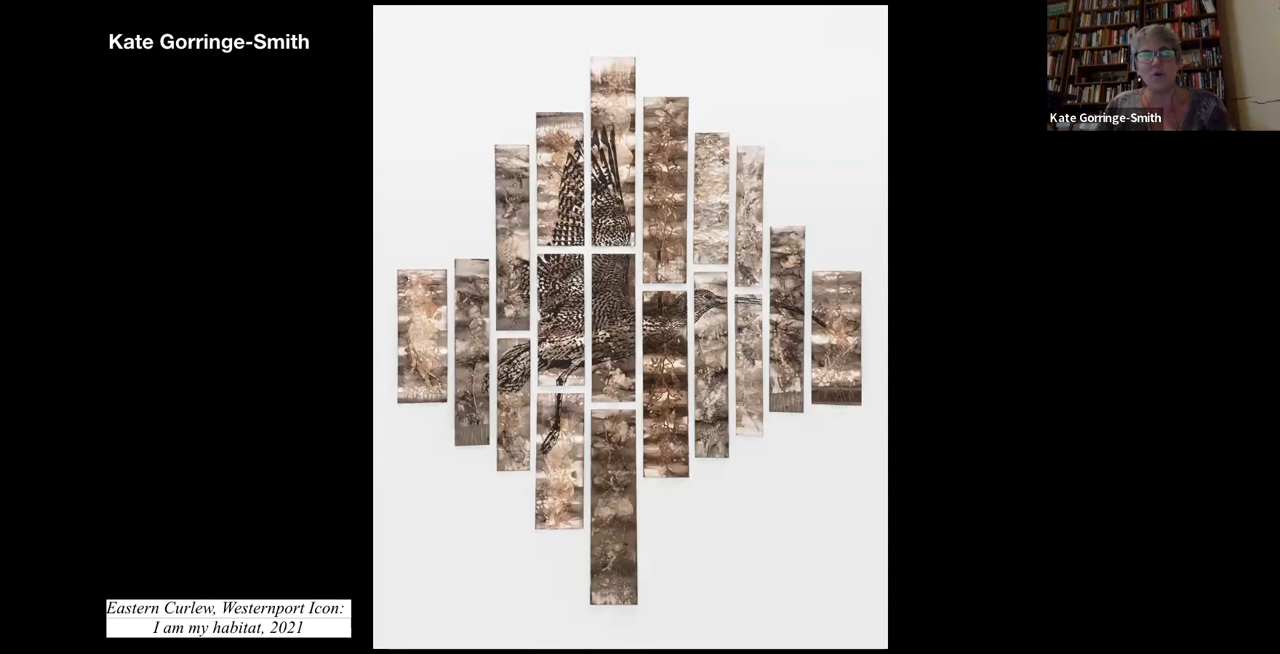 Kate Gorringe-Smith
Kate Gorringe-Smith
Eastern Curlew, Westernport Icon:
I am my habitat, 2021